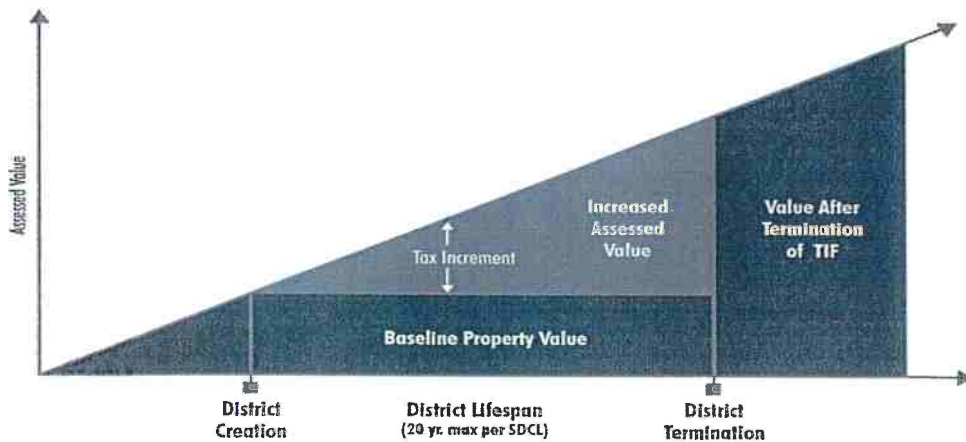 Assessed Value
Increased
Assessed
Value
Value After
Termination
of TIF
Tax Increment
Baseline Property Value
District
Creation
District Lifespan
(20 yr. max per SDCL)
District
Termination